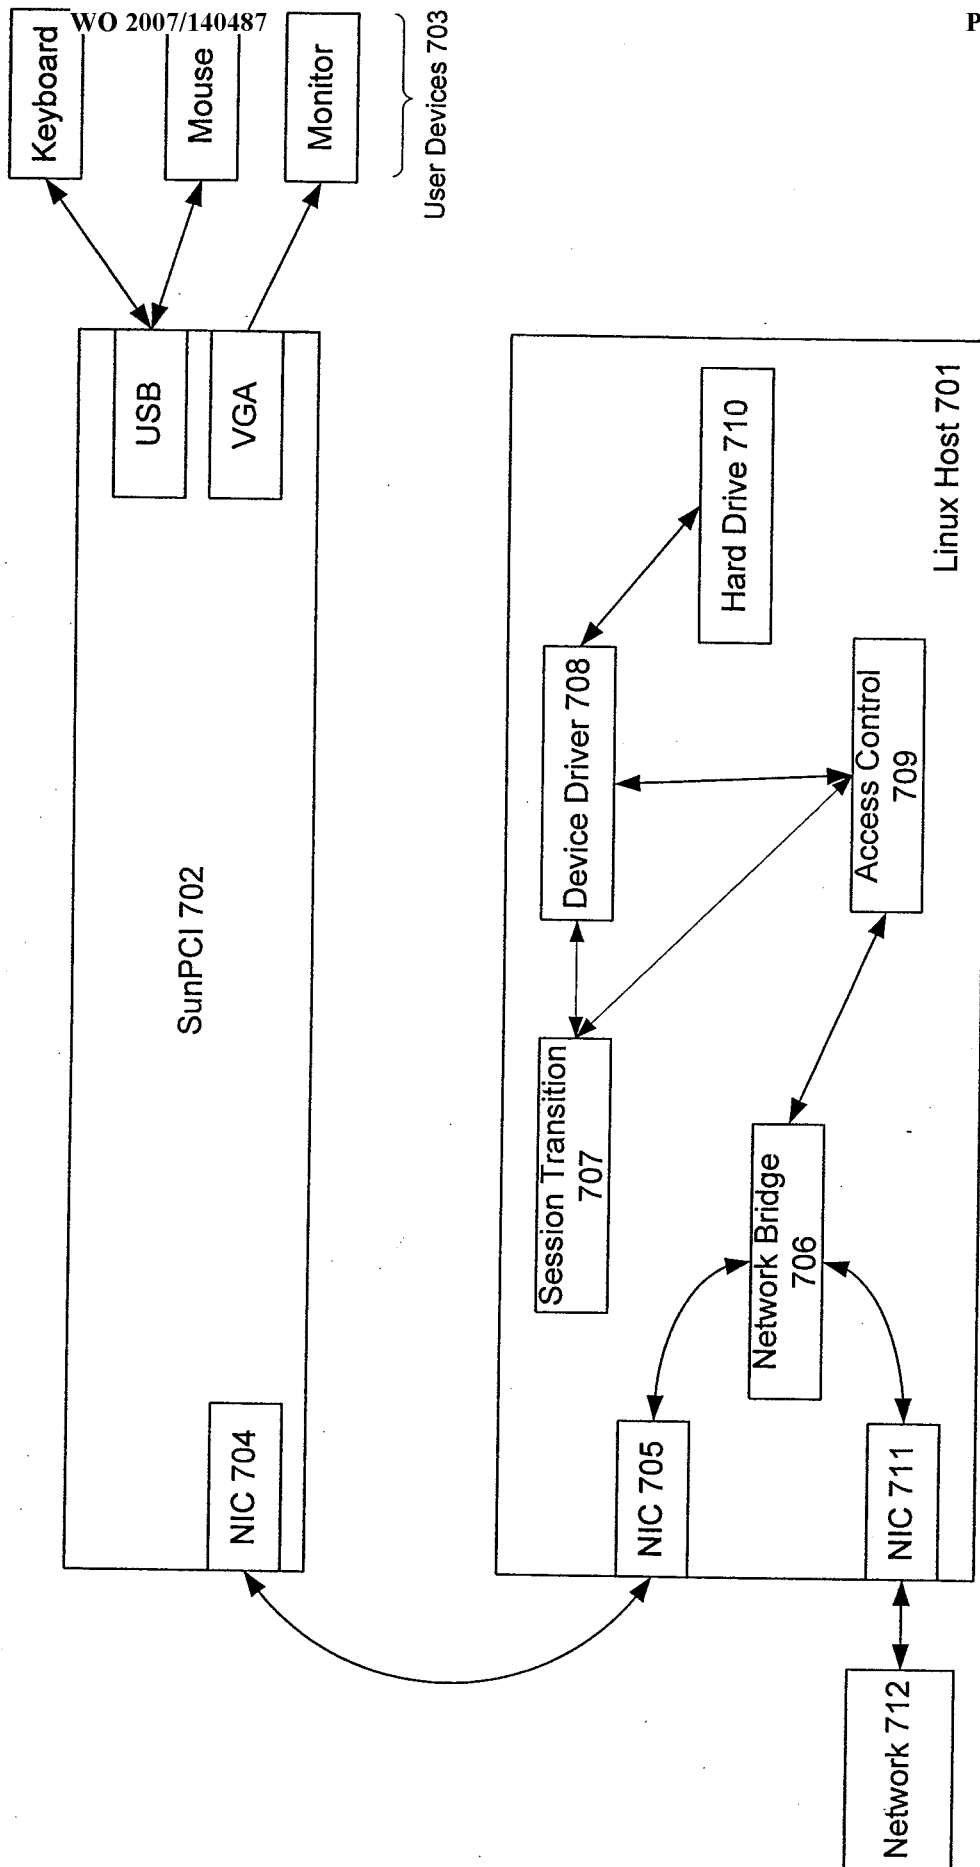 WO 2007/140487
P
Keyboard
Mouse
Monitor
User Devices 703
USB
VGA
SunPCI 702
NIC 704
Hard Drive 710
Linux Host 701
Device Driver 708
Access Control
709
Session Transition
707
Network Bridge
706
NIC 705
NIC 711
Network 712